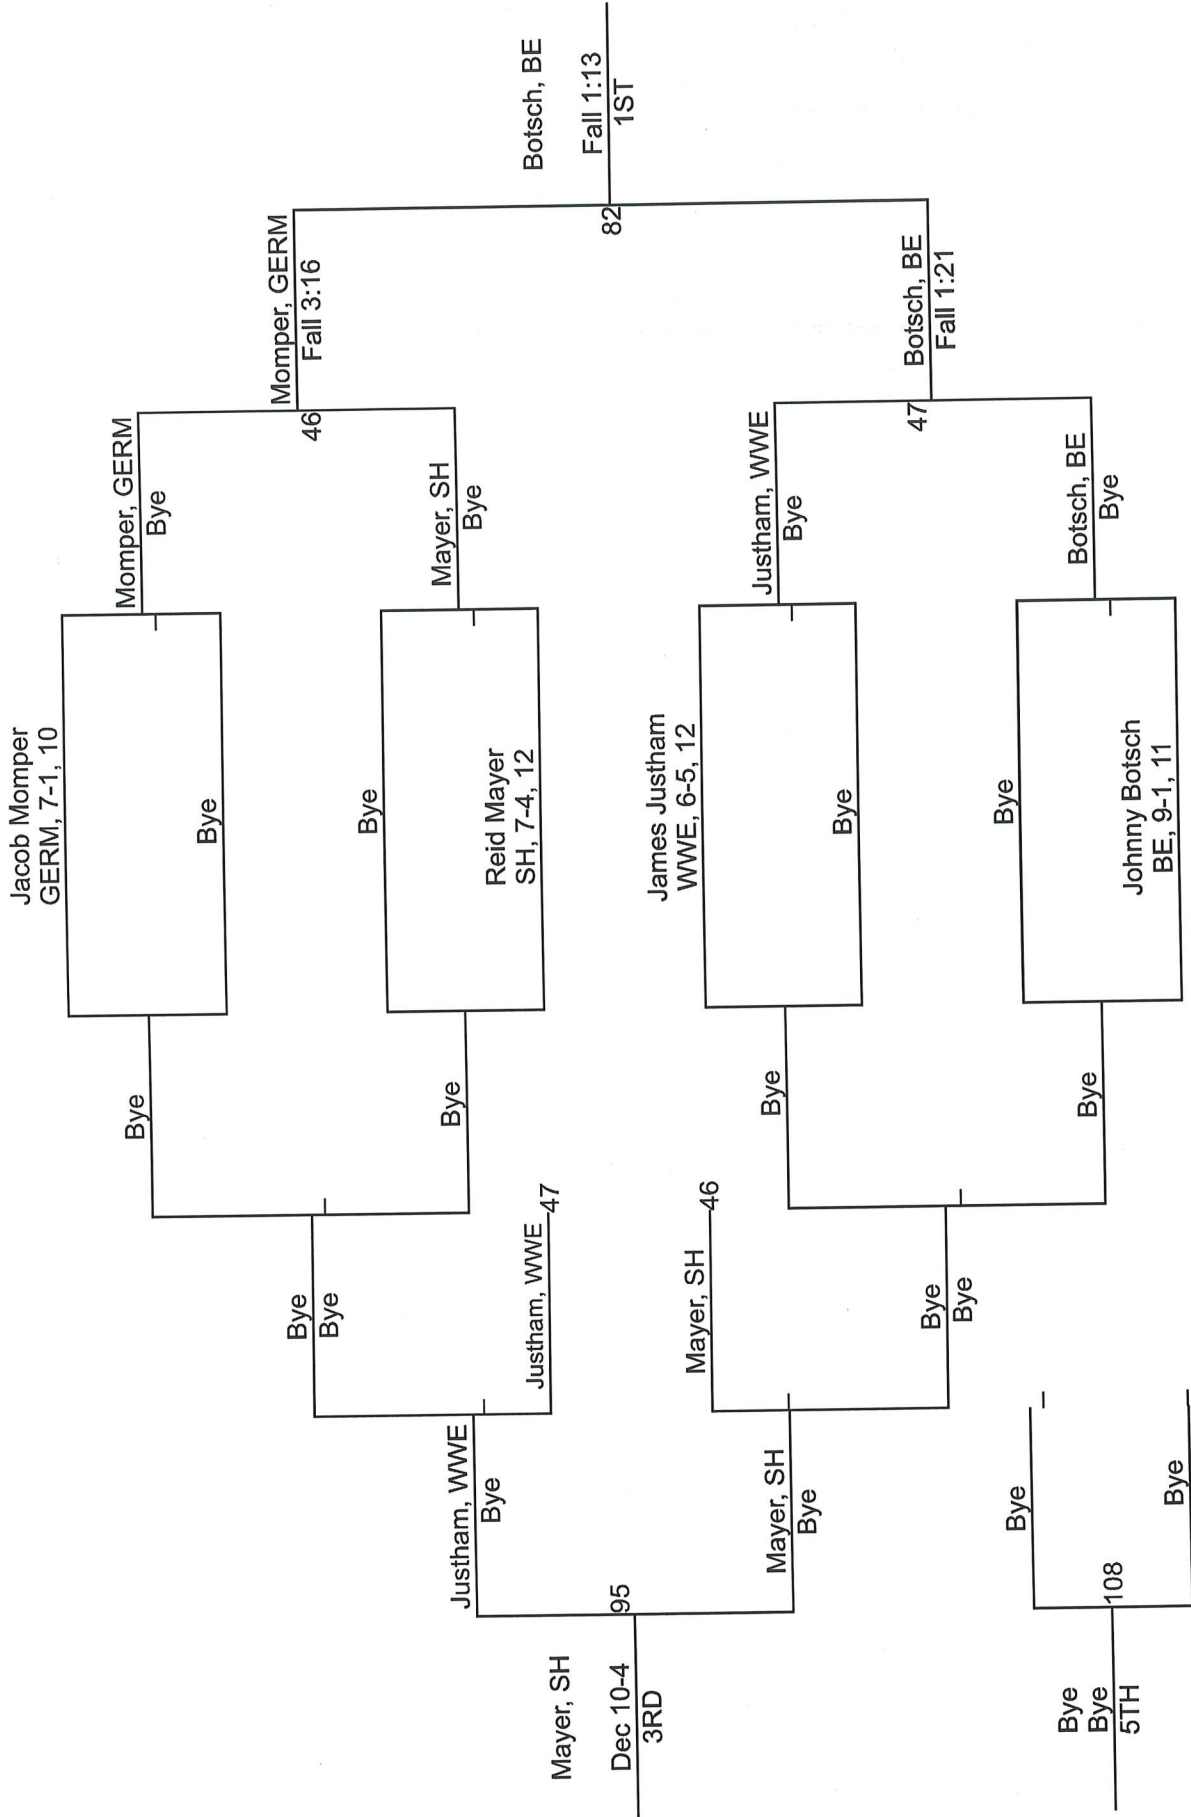 Jacob Momper
GERM, 7-1, 10
Bye
Momper, GERM
Bye
Bye
Reid Mayer
SH, 7-4, 12
Mayer, SH
Bye
46
Momper, GERM
Fall 3:16
James Justham
WWE, 6-5, 12
Bye
Justham, WWE
Bye
Bye
Johnny Botsch
BE, 9-1, 11
Botsch, BE
Bye
47
Botsch, BE
Fall 1:21
82
Botsch, BE
Fall 1:13
1ST
Bye
Bye
Bye
Bye
Justham, WWE
47
Justham, WWE
Bye
Bye
Bye
Bye
Bye
Mayer, SH
46
Mayer, SH
Bye
95
Mayer, SH
Dec 10-4
3RD
Bye
Bye
108
Bye
Bye
5TH